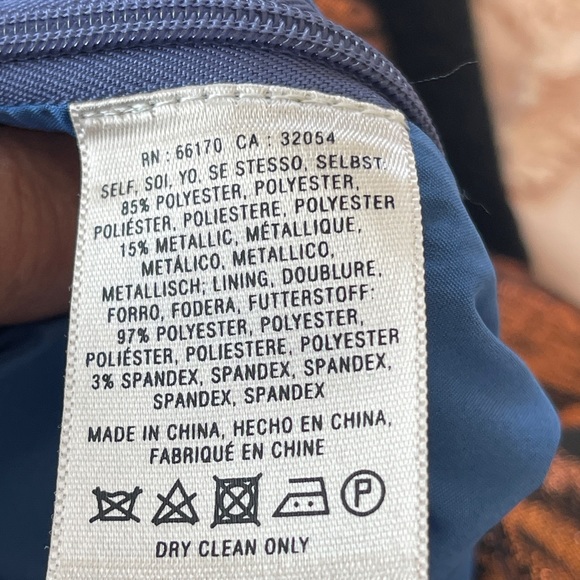 RN : 66170 CA : 32054
SELF, SOI, YO, SE STESSO, SELBST
85% POLYESTER, POLYESTER,
POLIÉSTER, POLIESTERE, POLYESTER
15% METALLIC, MÉTALLIQUE,
METÁLICO, METALLICO,
METALLISCH; LINING, DOUBLURE,
FORRO, FODERA, FUTTERSTOFF:
97% POLYESTER, POLYESTER,
POLIÉSTER, POLIESTERE, POLYESTER
3% SPANDEX, SPANDEX, SPANDEX,
SPANDEX, SPANDEX
MADE IN CHINA, HECHO EN CHINA,
FABRIQUÉ EN CHINE
P
DRY CLEAN ONLY